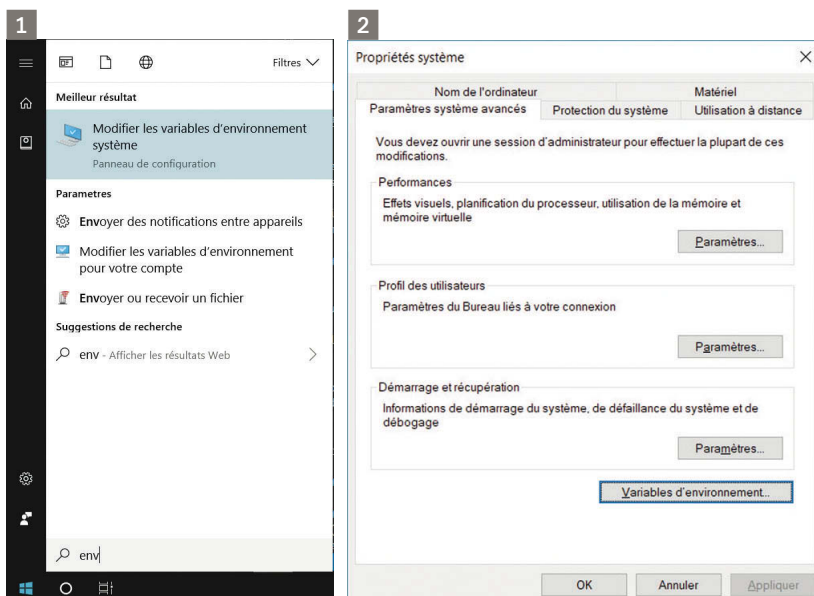 1
Filtres
Meilleur résultat
Modifier les variables d'environnement
système
Panneau de configuration
Parametres
Envoyer des notifications entre appareils
Modifier les variables d'environnement
pour votre compte
Envoyer ou recevoir un fichier
Suggestions de recherche
env - Afficher les résultats Web
env
2
Propriétés système
Nom de l'ordinateur
Matériel
Paramètres système avancés
Protection du système
Utilisation à distance
Vous devez ouvrir une session d'administrateur pour effectuer la plupart de ces
modifications.
Performances
Effets visuels, planification du processeur, utilisation de la mémoire et
mémoire virtuelle
Paramètres...
Profil des utilisateurs
Paramètres du Bureau liés à votre connexion
Paramètres...
Démarrage et récupération
Informations de démarrage du système, de défaillance du système et de
débogage
Paramètres...
Variables d'environnement...
OK
Annuler
Appliquer